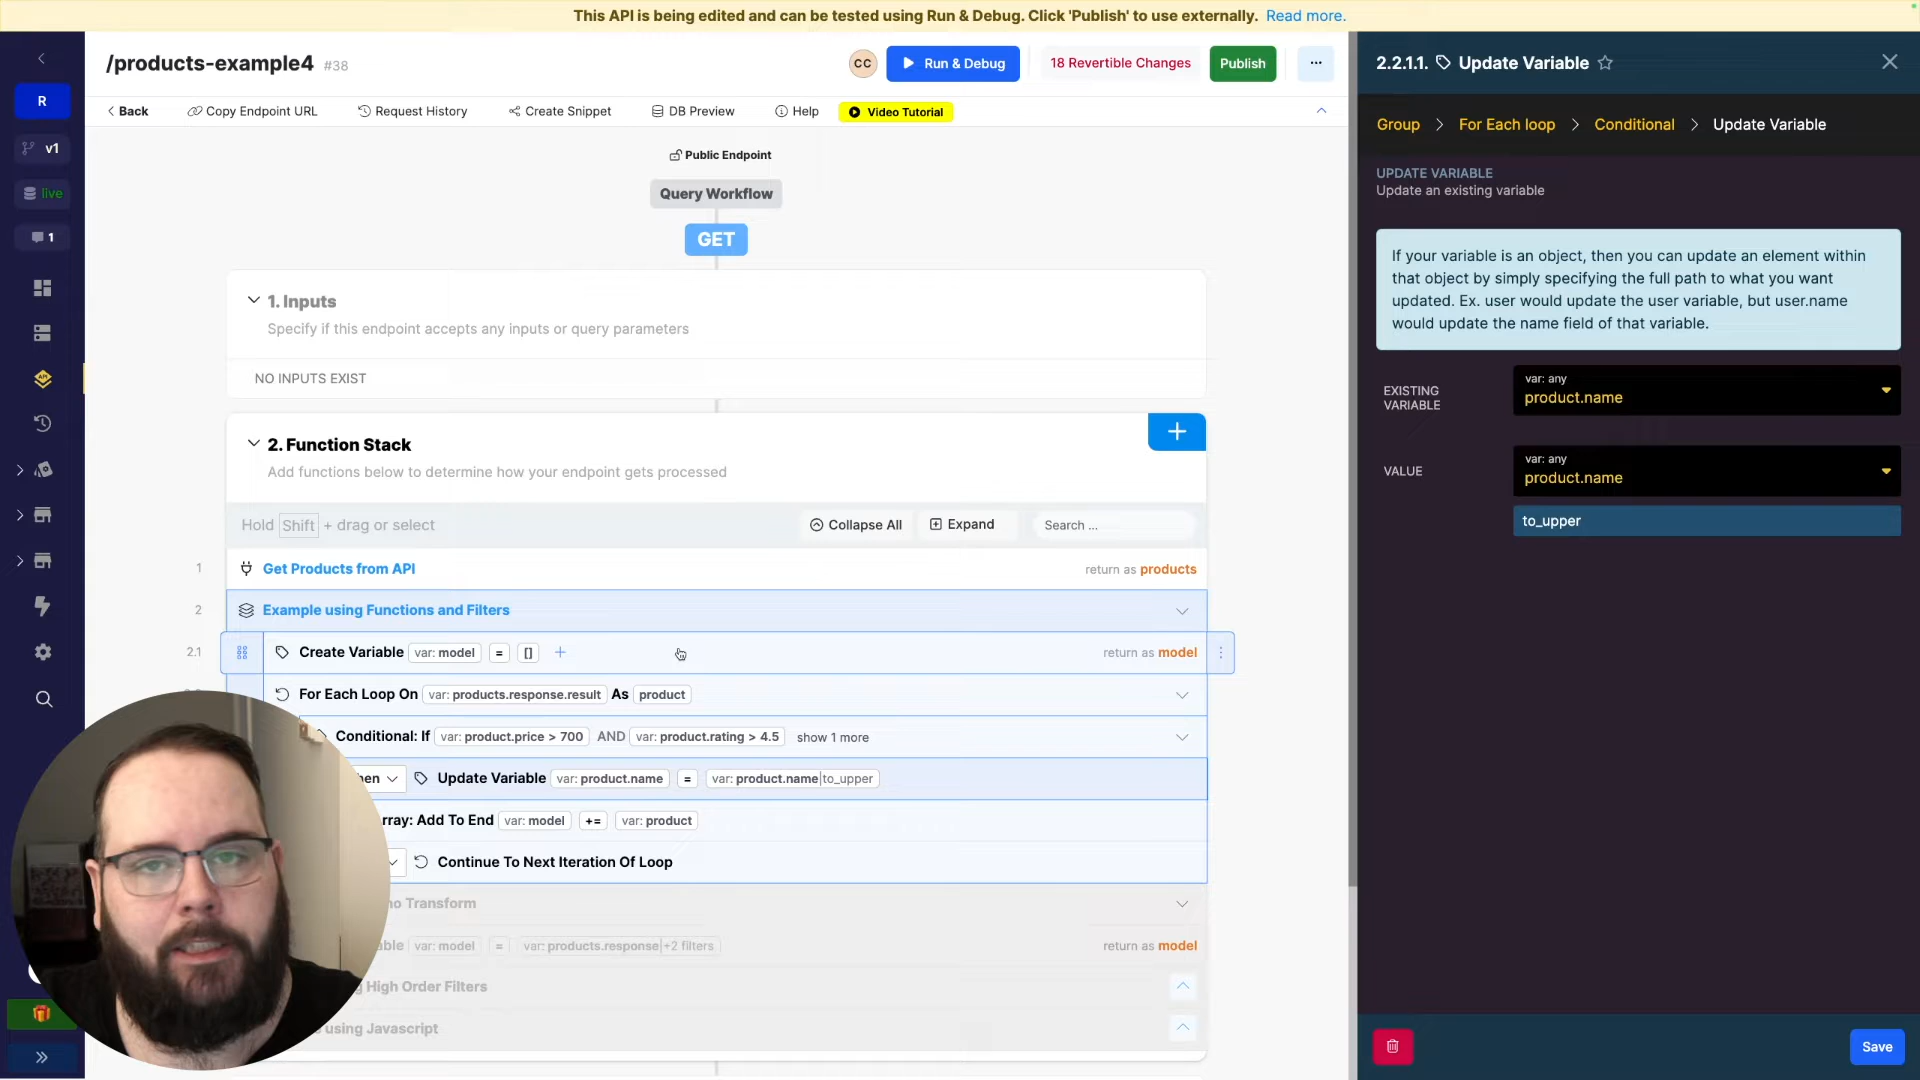 This API is being edited and can be tested using Run & Debug. Click 'Publish' to use externally. Read more.
R
v1
live
1
/products-example4 #38
CC
Run & Debug
18 Revertible Changes
Publish
Back
Copy Endpoint URL
Request History
Create Snippet
DB Preview
Help
Video Tutorial
Public Endpoint
Query Workflow
GET
1. Inputs
Specify if this endpoint accepts any inputs or query parameters
NO INPUTS EXIST
2. Function Stack
Add functions below to determine how your endpoint gets processed
Hold Shift + drag or select
Collapse All
Expand
Search ...
1 Get Products from API return as products
2 Example using Functions and Filters
2.1 Create Variable var: model = [] + return as model
For Each Loop On var: products.response.result As product
Conditional: If var: product.price > 700 AND var: product.rating > 4.5 show 1 more
Update Variable var: product.name = var: product.name|to_upper
Add To End var: model += var: product
Continue To Next Iteration Of Loop
Transform
var: model = var: products.response|+2 filters return as model
High Order Filters
using Javascript
2.2.1.1. Update Variable
Group > For Each loop > Conditional > Update Variable
UPDATE VARIABLE
Update an existing variable
If your variable is an object, then you can update an element within
that object by simply specifying the full path to what you want
updated. Ex. user would update the user variable, but user.name
would update the name field of that variable.
EXISTING
VARIABLE
var: any
product.name
VALUE
var: any
product.name
to_upper
Save